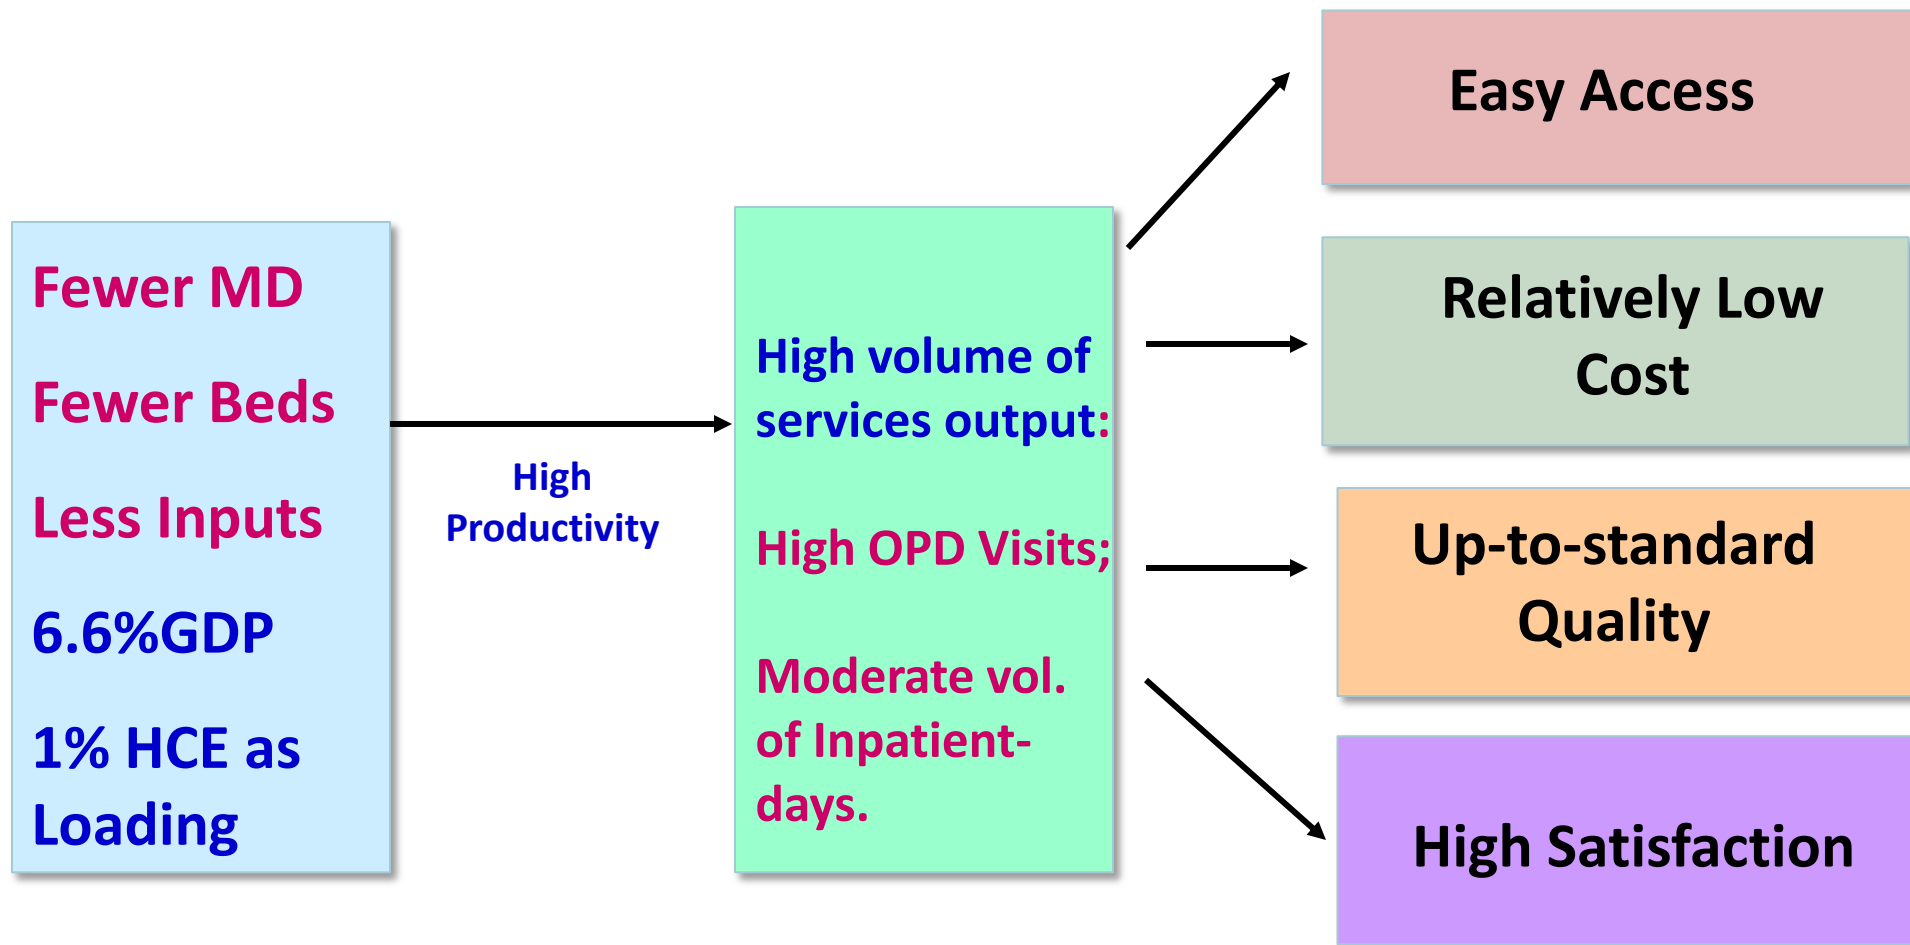 Fewer MD
Fewer Beds
Less Inputs
6.6%GDP
1% HCE as
Loading
High
Productivity
High volume of
services output:
High OPD Visits;
Moderate vol.
of Inpatient-
days.
Easy Access
Relatively Low
Cost
Up-to-standard
Quality
High Satisfaction